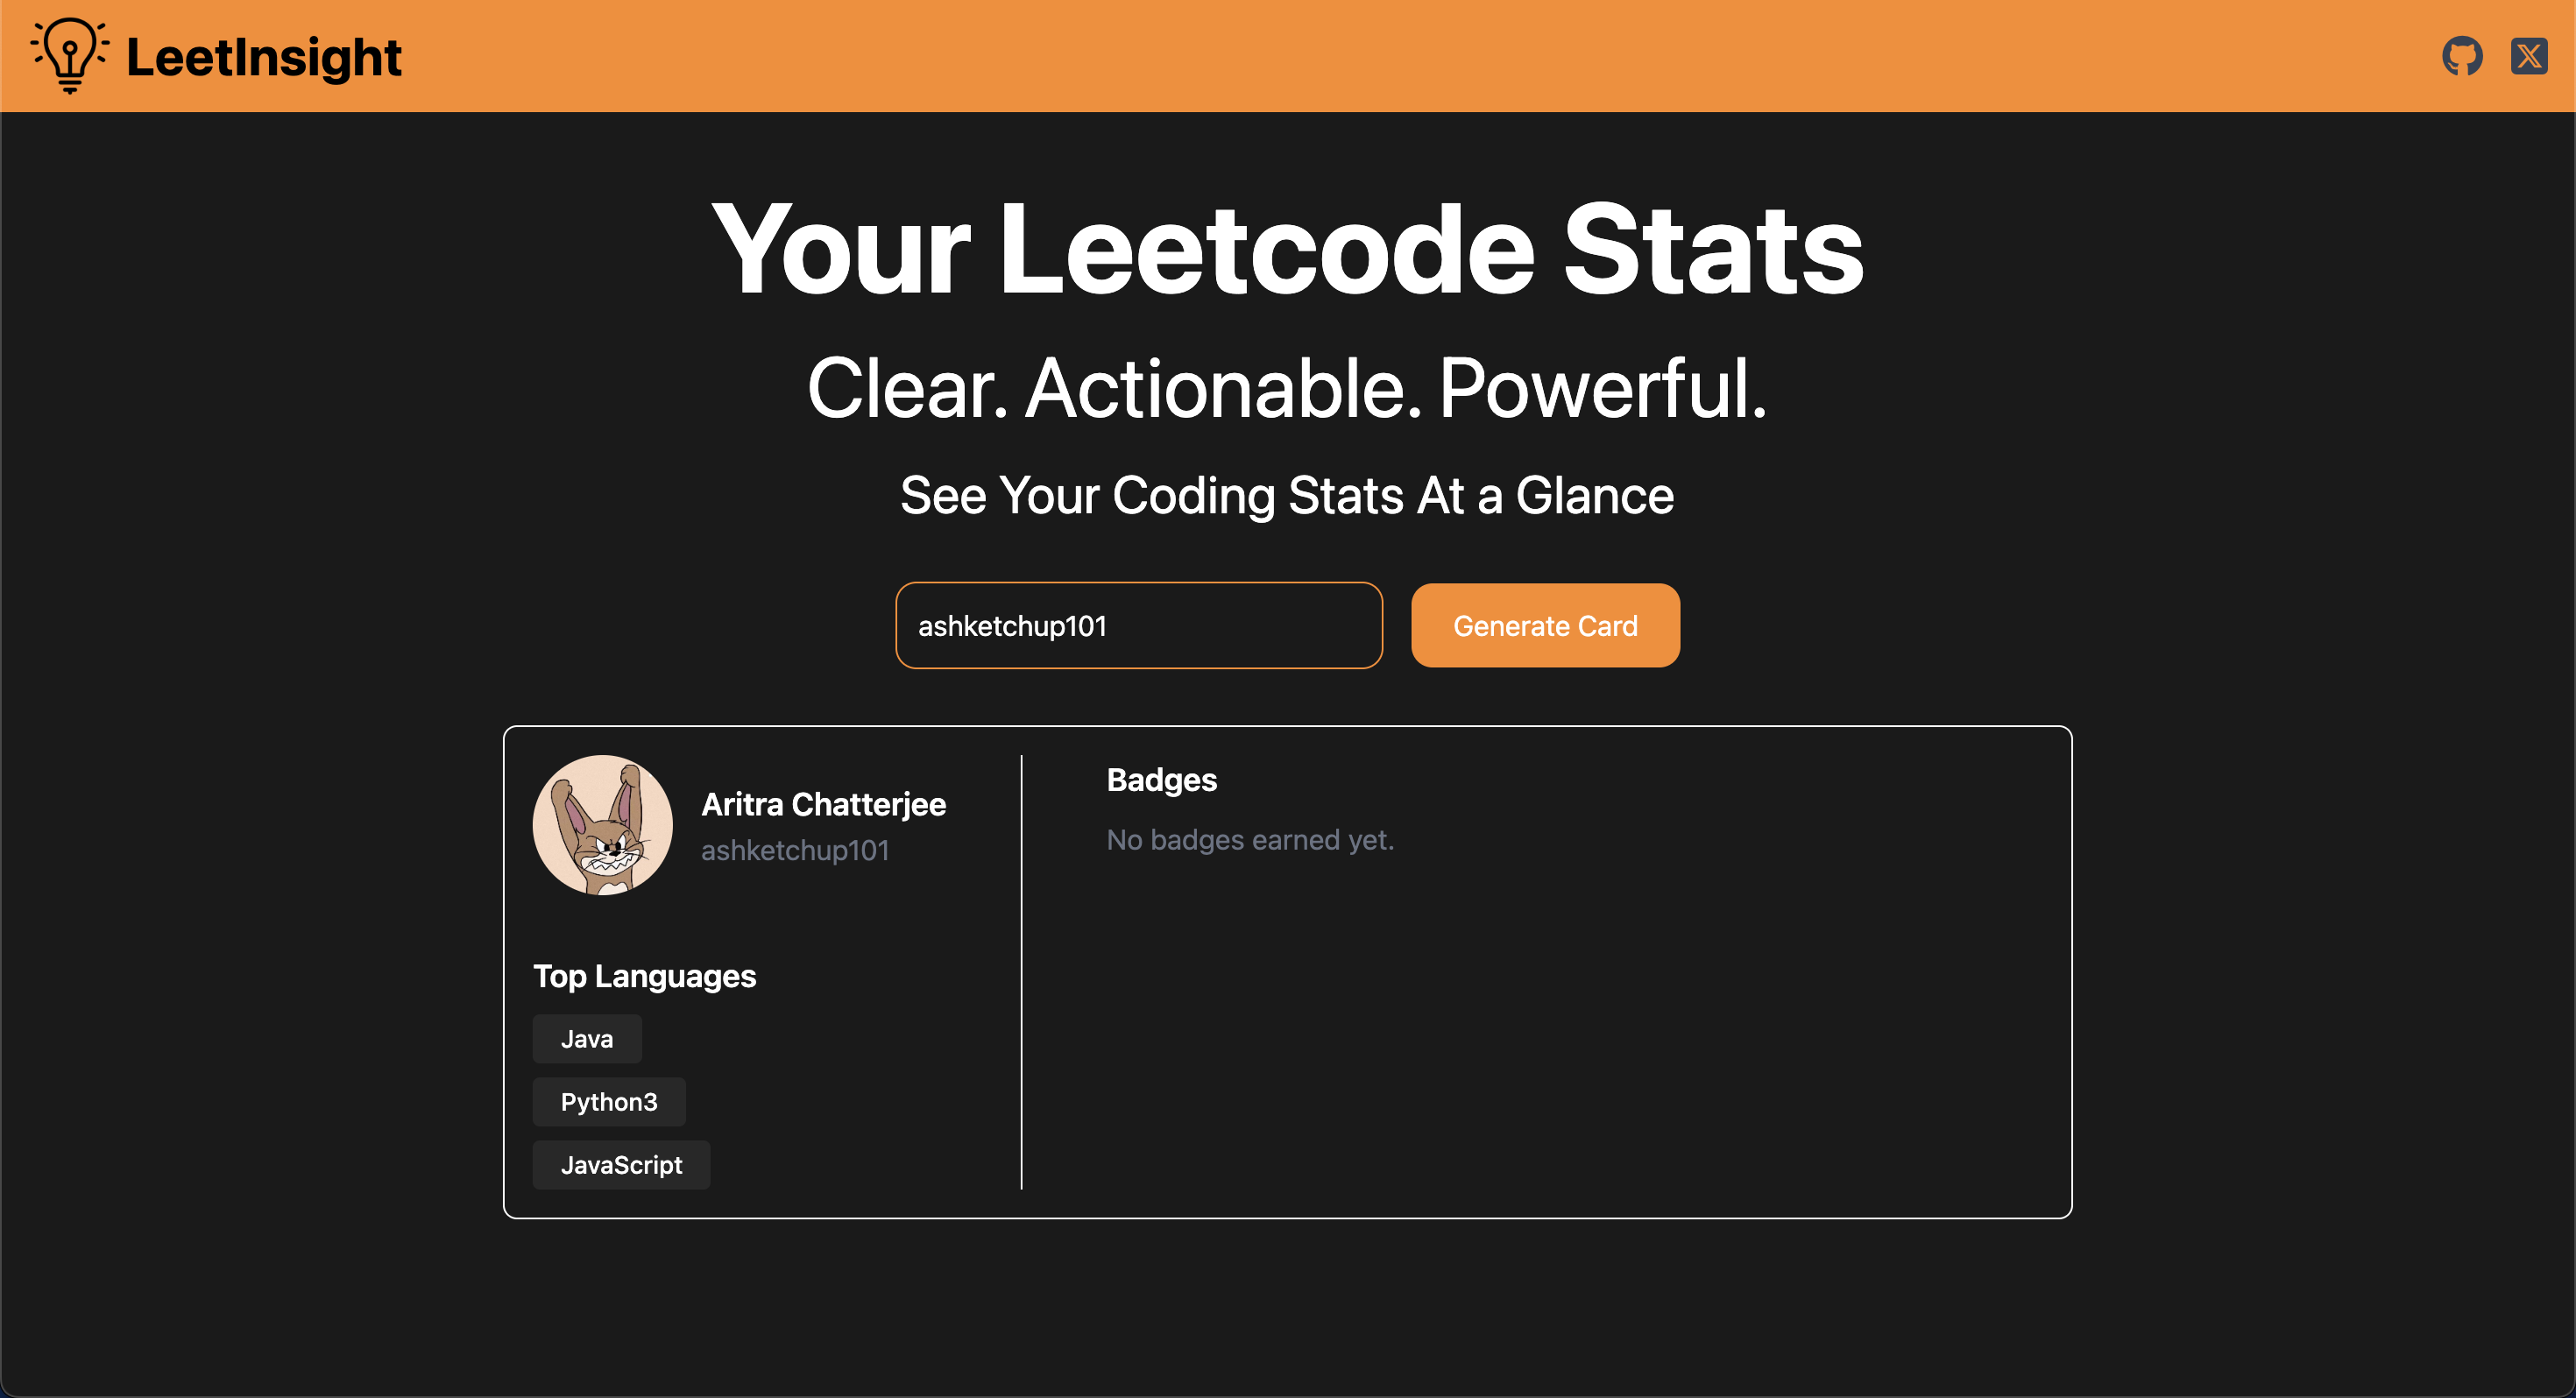 LeetInsight
Your Leetcode Stats
Clear. Actionable. Powerful.
See Your Coding Stats At a Glance
ashketchup101
Generate Card
Aritra Chatterjee
ashketchup101
Top Languages
Java
Python3
JavaScript
Badges
No badges earned yet.